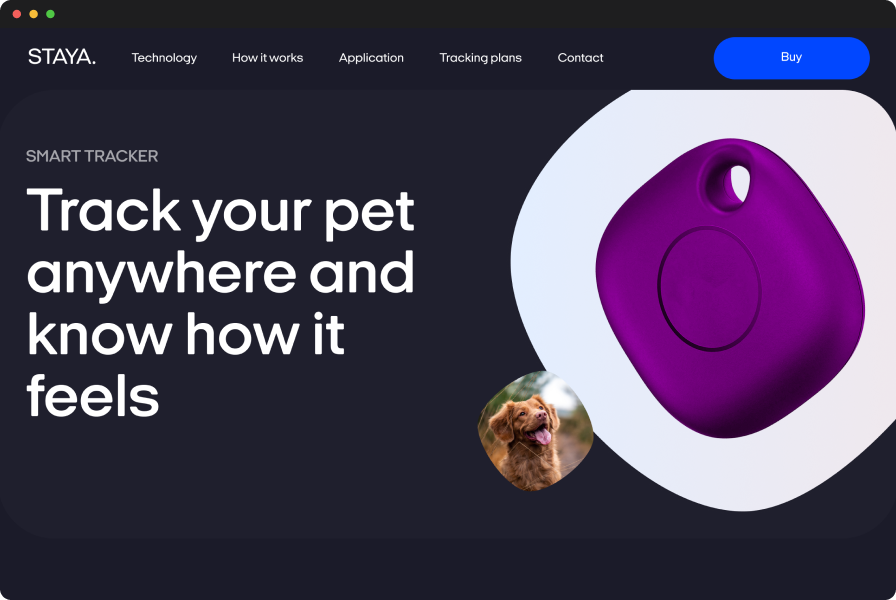 STAYA.
Technology
How it works
Application
Tracking plans
Contact
Buy
SMART TRACKER
Track your pet
anywhere and
know how it
feels